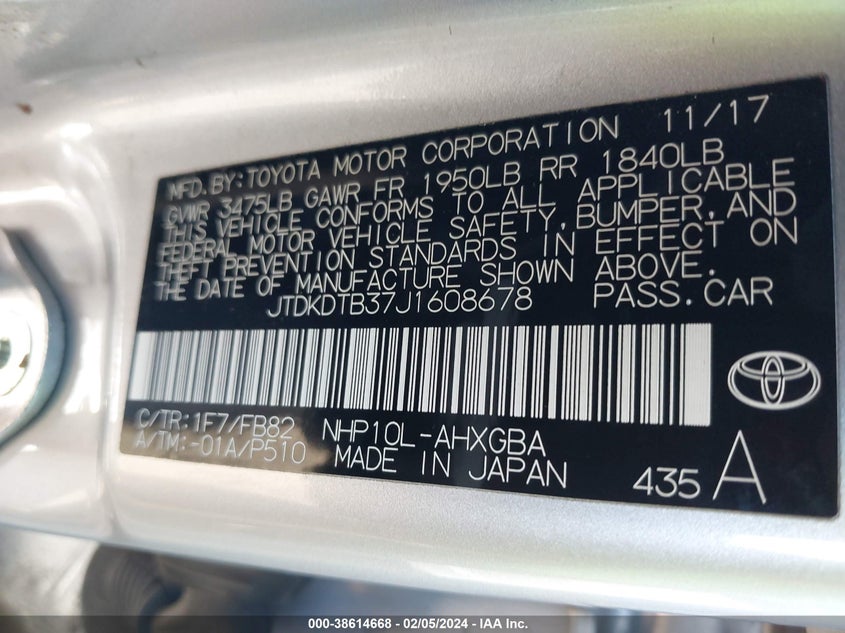 MFD. BY: TOYOTA MOTOR CORPORATION 11/17
GVWR 3475LB GAWR FR 1950LB RR 1840LB
THIS VEHICLE CONFORMS TO ALL APPLICABLE
FEDERAL MOTOR VEHICLE SAFETY, BUMPER, AND
THEFT PREVENTION STANDARDS IN EFFECT ON
THE DATE OF MANUFACTURE SHOWN ABOVE.
JTDKDTB37J1608678 PASS. CAR
C/TR: 1F7/FB82 NHP10L-AHXGBA
A/TM: -01A/P510 MADE IN JAPAN 435 A
000-38614668 - 02/05/2024 - IAA Inc.